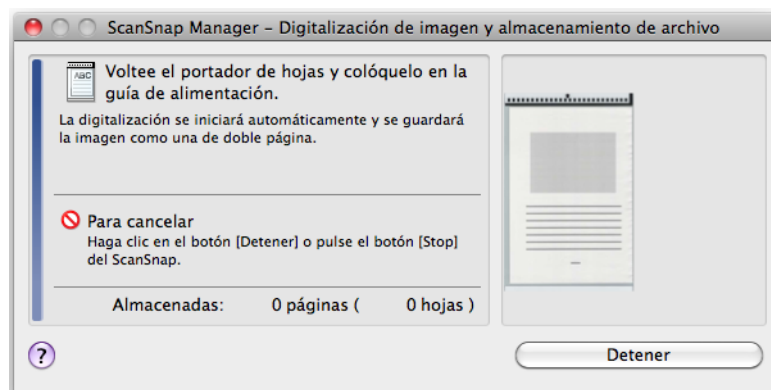 ScanSnap Manager – Digitalización de imagen y almacenamiento de archivo
ABC
Voltee el portador de hojas y colóquelo en la
guía de alimentación.
La digitalización se iniciará automáticamente y se guardará
la imagen como una de doble página.
Para cancelar
Haga clic en el botón [Detener] o pulse el botón [Stop]
del ScanSnap.
Almacenadas: 0 páginas ( 0 hojas )
?
Detener